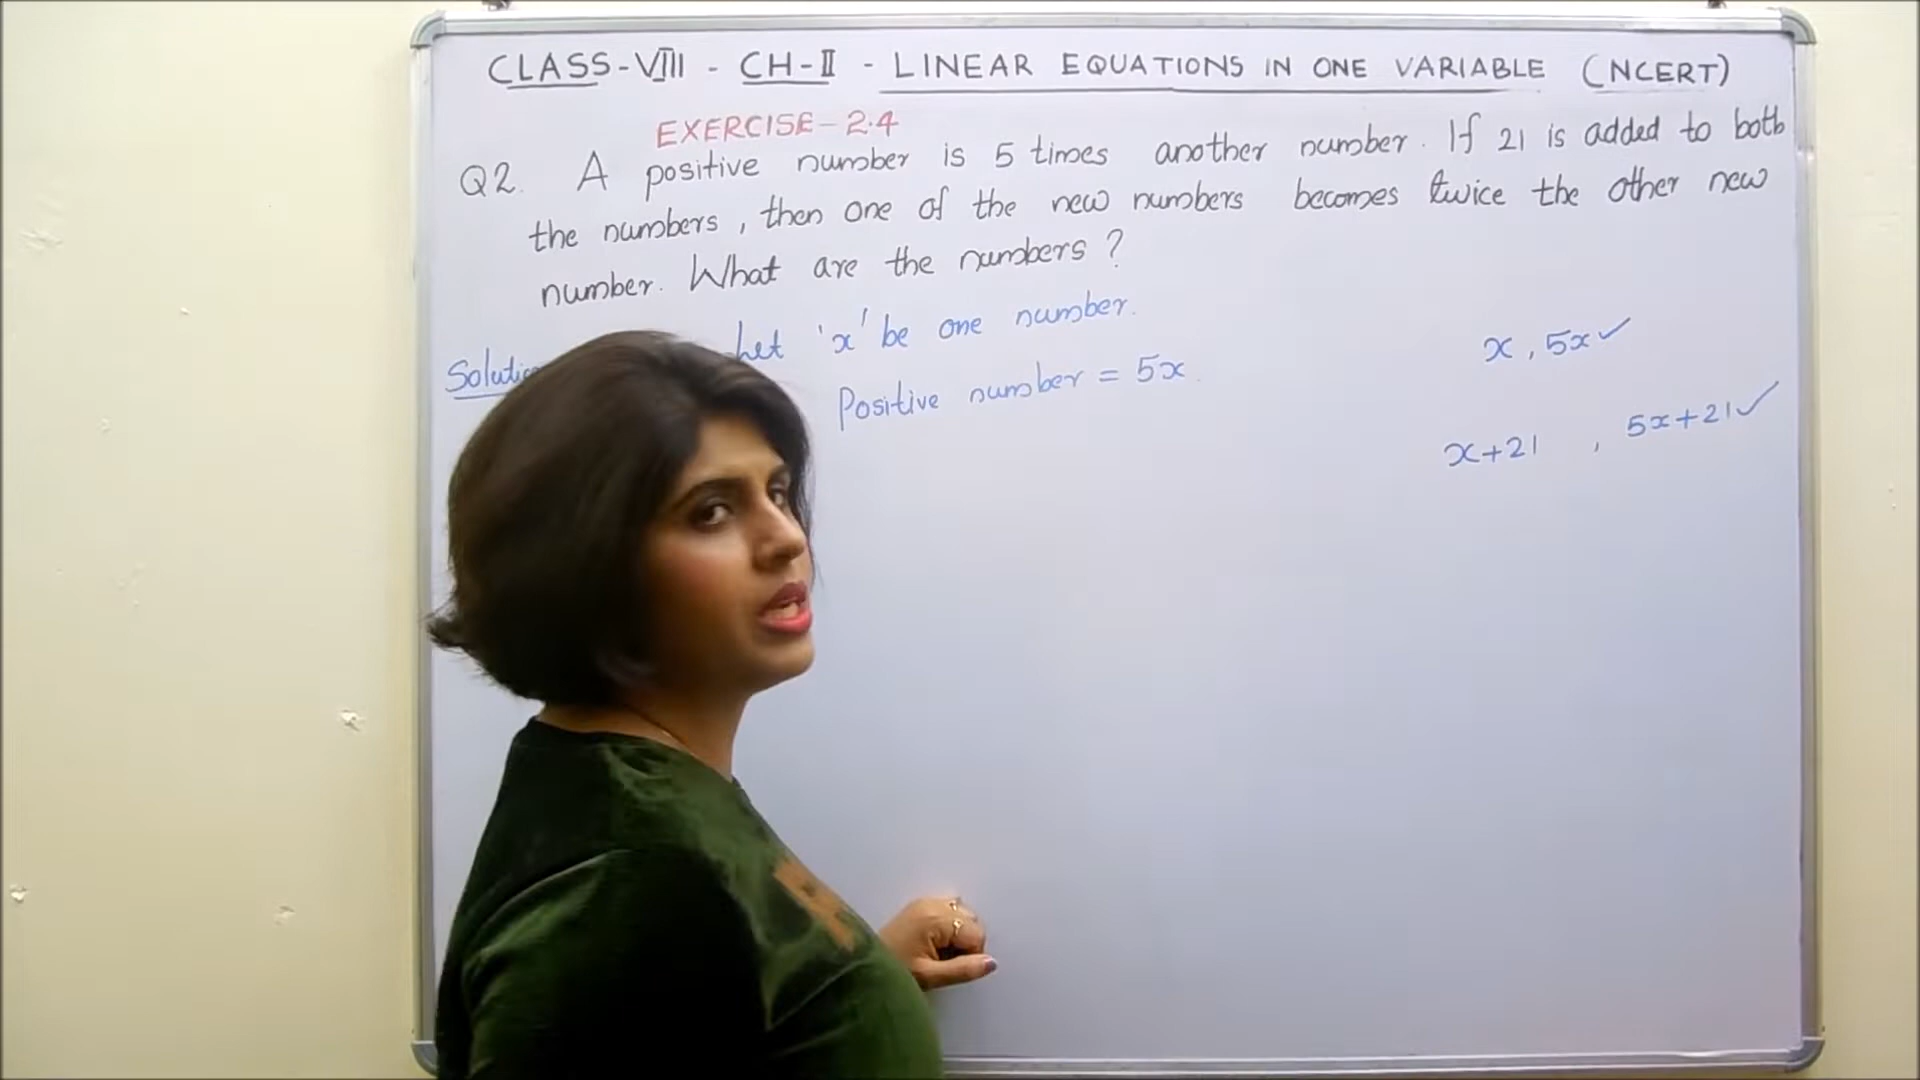 CLASS-VIII - CH-II - LINEAR EQUATIONS IN ONE VARIABLE (NCERT)
EXERCISE-2.4
Q2. A positive number is 5 times another number. If 21 is added to both
the numbers, then one of the new numbers becomes twice the other new
number. What are the numbers?
Let 'x' be one number.
x, 5x✓
Positive number = 5x
x+21, 5x+21✓